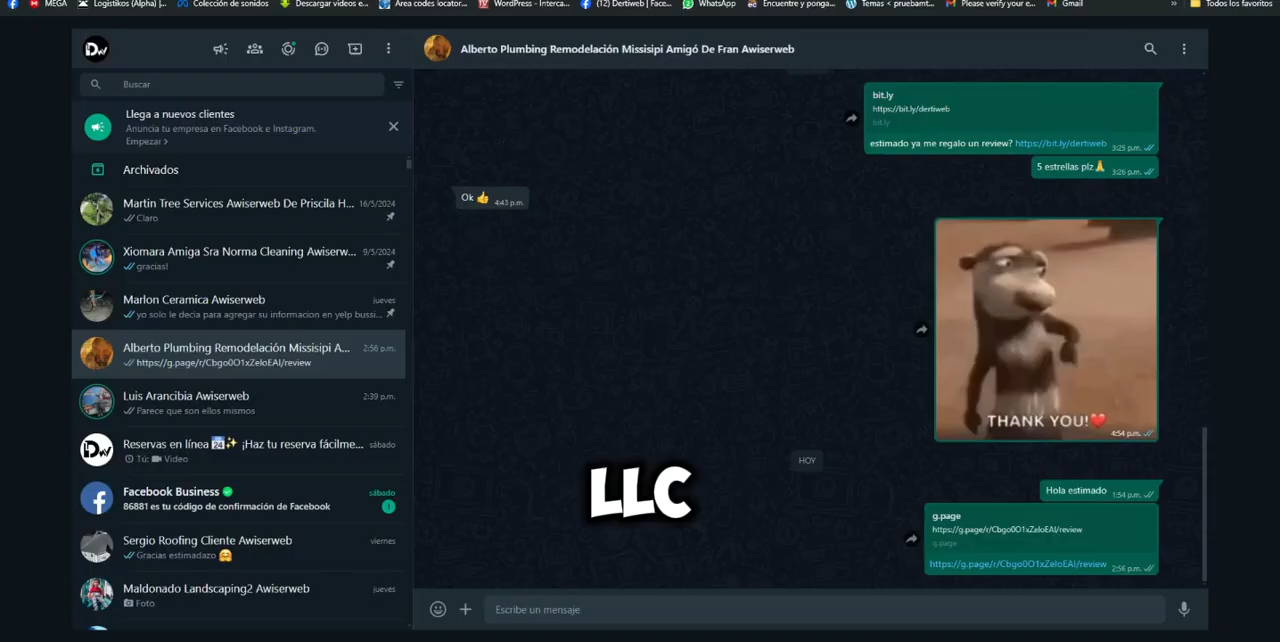 MEGA
Logistikos (Alpha) |...
Colección de sonidos
Descargar videos e...
Area codes locator...
WordPress - Interca...
(12) Dertiweb | Face...
WhatsApp
Encuentre y ponga...
Temas < pruebamt...
Please verify your e...
Gmail
»
Todos los favoritos
DW
Buscar
Llega a nuevos clientes
Anuncia tu empresa en Facebook e Instagram.
Empezar >
Archivados
Martin Tree Services Awiserweb De Priscila H... 16/5/2024
Claro
Xiomara Amiga Sra Norma Cleaning Awiserw... 9/5/2024
gracias!
Marlon Ceramica Awiserweb jueves
yo solo le decia para agregar su informacion en yelp bussi...
Alberto Plumbing Remodelación Missisipi A... 2:56 p.m.
https://g.page/r/Cbgo0O1xZeIoEAI/review
Luis Arancibia Awiserweb 2:39 p.m.
Parece que son ellos mismos
DW
Reservas en línea 📅✨ ¡Haz tu reserva fácilme... sábado
Tú: Video
Facebook Business sábado
86881 es tu código de confirmación de Facebook 1
Sergio Roofing Cliente Awiserweb viernes
Gracias estimadazo 🤗
Maldonado Landscaping2 Awiserweb jueves
Foto
Alberto Plumbing Remodelación Missisipi Amigó De Fran Awiserweb
bit.ly
https://bit.ly/dertiweb
bit.ly
estimado ya me regalo un review? https://bit.ly/dertiweb 3:25 p.m.
5 estrellas plz🙏 3:26 p.m.
Ok 👍 4:43 p.m.
THANK YOU!❤️
4:54 p.m.
HOY
LLC
Hola estimado 1:54 p.m.
g.page
https://g.page/r/Cbgo0O1xZeIoEAI/review
g.page
https://g.page/r/Cbgo0O1xZeIoEAI/review 2:56 p.m.
Escribe un mensaje